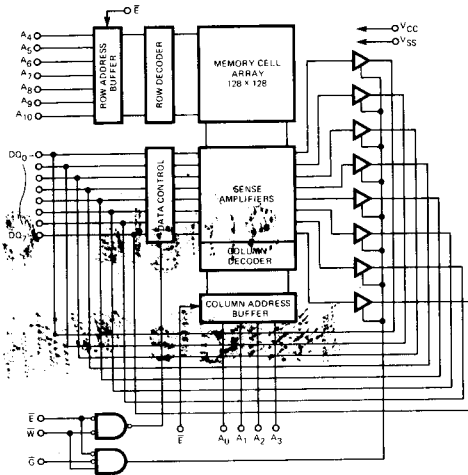 E̅
VCC
VSS
A4
A5
A6
A7
A8
A9
A10
ROW ADDRESS BUFFER
ROW DECODER
MEMORY CELL
ARRAY
128 × 128
DQ0
DQ7
DATA CONTROL
SENSE
AMPLIFIERS
COLUMN
DECODER
COLUMN ADDRESS
BUFFER
E̅
W̅
G̅
E̅
A0
A1
A2
A3